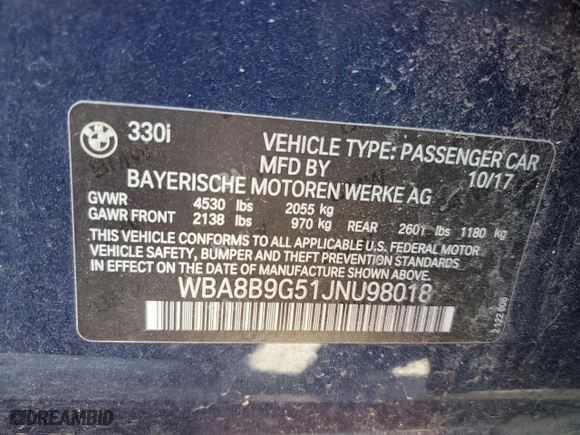 BMW 330i
VEHICLE TYPE: PASSENGER CAR
MFD BY 10/17
BAYERISCHE MOTOREN WERKE AG
GVWR 4530 lbs 2055 kg
GAWR FRONT 2138 lbs 970 kg REAR 2601 lbs 1180 kg
THIS VEHICLE CONFORMS TO ALL APPLICABLE U.S. FEDERAL MOTOR
VEHICLE SAFETY, BUMPER AND THEFT PREVENTION STANDARDS
IN EFFECT ON THE DATE OF MANUFACTURE SHOWN ABOVE.
WBA8B9G51JNU98018
DREAMBID